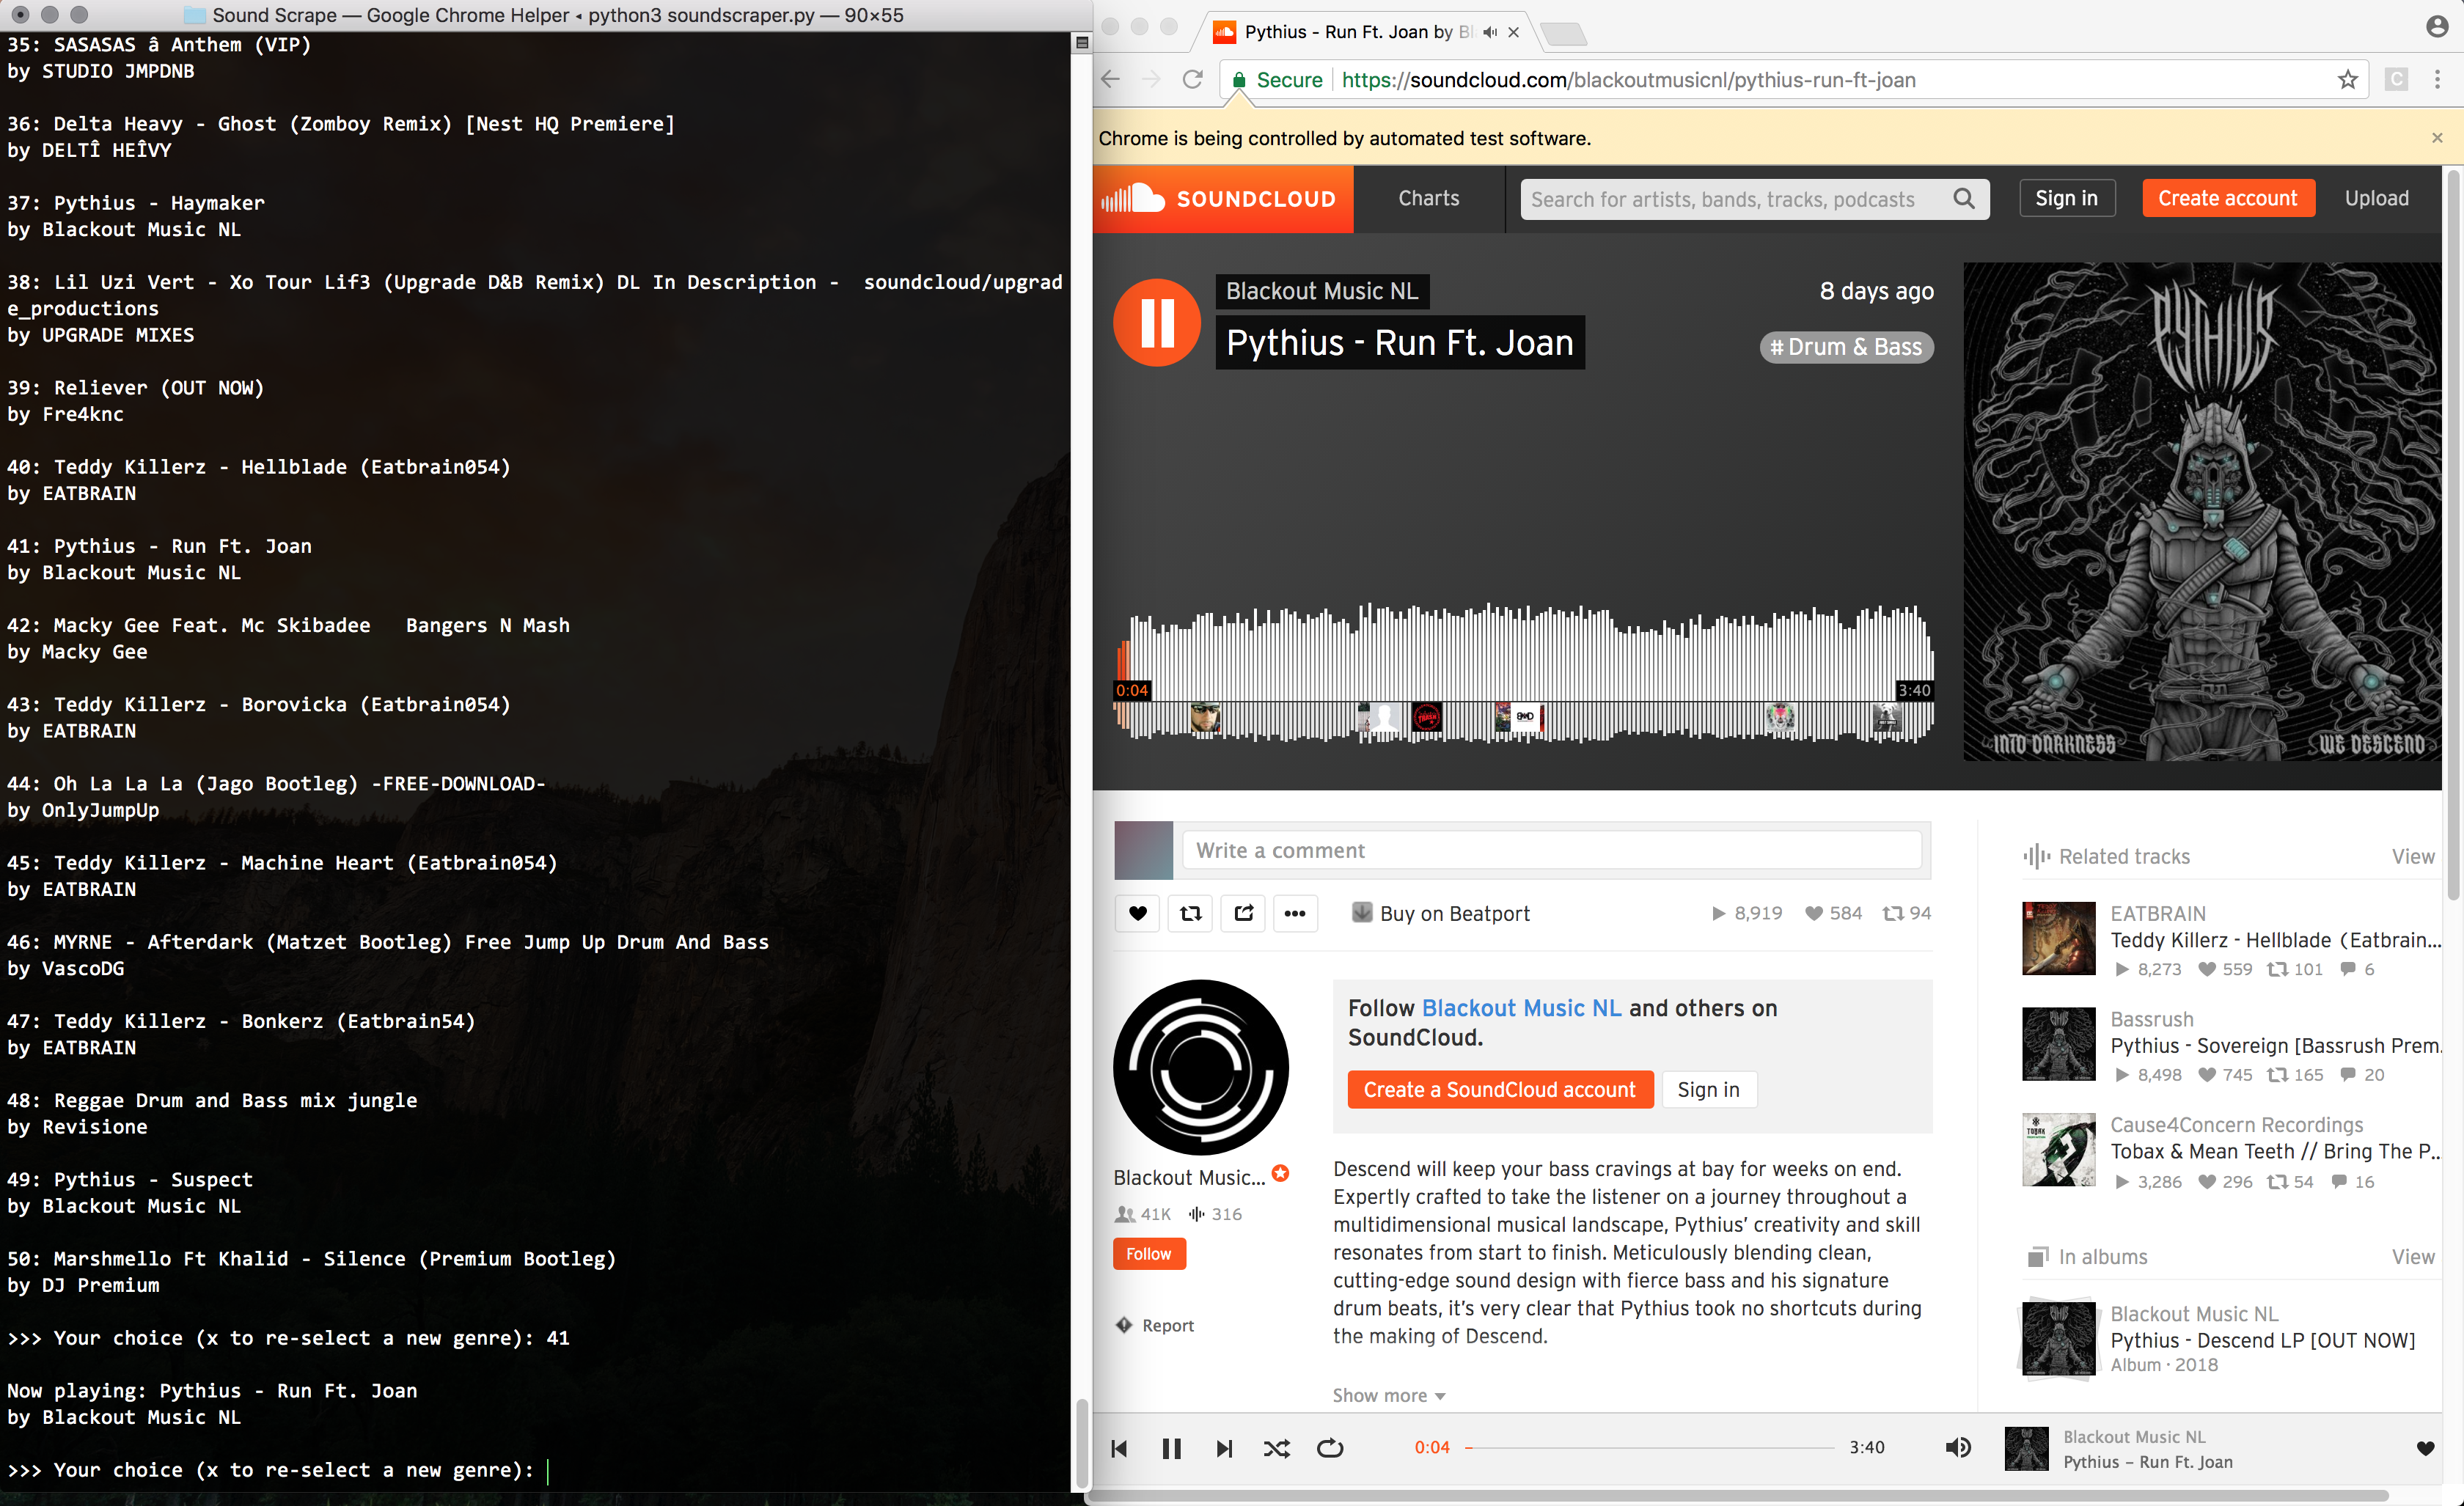 Sound Scrape — Google Chrome Helper ◂ python3 soundscraper.py — 90×55
35: SASASAS â Anthem (VIP)
by STUDIO JMPDNB
36: Delta Heavy - Ghost (Zomboy Remix) [Nest HQ Premiere]
by DELTÎ HEÎVY
37: Pythius - Haymaker
by Blackout Music NL
38: Lil Uzi Vert - Xo Tour Lif3 (Upgrade D&B Remix) DL In Description -  soundcloud/upgrad
e_productions
by UPGRADE MIXES
39: Reliever (OUT NOW)
by Fre4knc
40: Teddy Killerz - Hellblade (Eatbrain054)
by EATBRAIN
41: Pythius - Run Ft. Joan
by Blackout Music NL
42: Macky Gee Feat. Mc Skibadee   Bangers N Mash
by Macky Gee
43: Teddy Killerz - Borovicka (Eatbrain054)
by EATBRAIN
44: Oh La La La (Jago Bootleg) -FREE-DOWNLOAD-
by OnlyJumpUp
45: Teddy Killerz - Machine Heart (Eatbrain054)
by EATBRAIN
46: MYRNE - Afterdark (Matzet Bootleg) Free Jump Up Drum And Bass
by VascoDG
47: Teddy Killerz - Bonkerz (Eatbrain54)
by EATBRAIN
48: Reggae Drum and Bass mix jungle
by Revisione
49: Pythius - Suspect
by Blackout Music NL
50: Marshmello Ft Khalid - Silence (Premium Bootleg)
by DJ Premium
>>> Your choice (x to re-select a new genre): 41
Now playing: Pythius - Run Ft. Joan
by Blackout Music NL
>>> Your choice (x to re-select a new genre):
Pythius - Run Ft. Joan by Bl
Secure https://soundcloud.com/blackoutmusicnl/pythius-run-ft-joan
C
Chrome is being controlled by automated test software.
SOUNDCLOUD Charts Search for artists, bands, tracks, podcasts Sign in Create account Upload
Blackout Music NL 8 days ago
Pythius - Run Ft. Joan # Drum & Bass
PYTHIUS
0:04 3:40
INTO DARKNESS WE DESCEND
Write a comment
Buy on Beatport 8,919 584 94
Follow Blackout Music NL and others on
SoundCloud.
Create a SoundCloud account Sign in
Blackout Music...
41K 316
Follow
Report
Descend will keep your bass cravings at bay for weeks on end.
Expertly crafted to take the listener on a journey throughout a
multidimensional musical landscape, Pythius’ creativity and skill
resonates from start to finish. Meticulously blending clean,
cutting-edge sound design with fierce bass and his signature
drum beats, it’s very clear that Pythius took no shortcuts during
the making of Descend.
Show more
Related tracks View
EATBRAIN
Teddy Killerz - Hellblade (Eatbrain...
8,273 559 101 6
Bassrush
Pythius - Sovereign [Bassrush Prem.
8,498 745 165 20
TOBAX
Cause4Concern Recordings
Tobax & Mean Teeth // Bring The P...
3,286 296 54 16
In albums View
Blackout Music NL
Pythius - Descend LP [OUT NOW]
Album · 2018
0:04 3:40
Blackout Music NL
Pythius – Run Ft. Joan